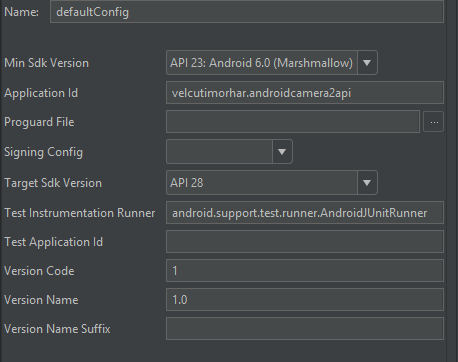 Name: defaultConfig
Min Sdk Version API 23: Android 6.0 (Marshmallow)
Application Id velcutimorhar.androidcamera2api
Proguard File ...
Signing Config
Target Sdk Version API 28
Test Instrumentation Runner android.support.test.runner.AndroidJUnitRunner
Test Application Id
Version Code 1
Version Name 1.0
Version Name Suffix